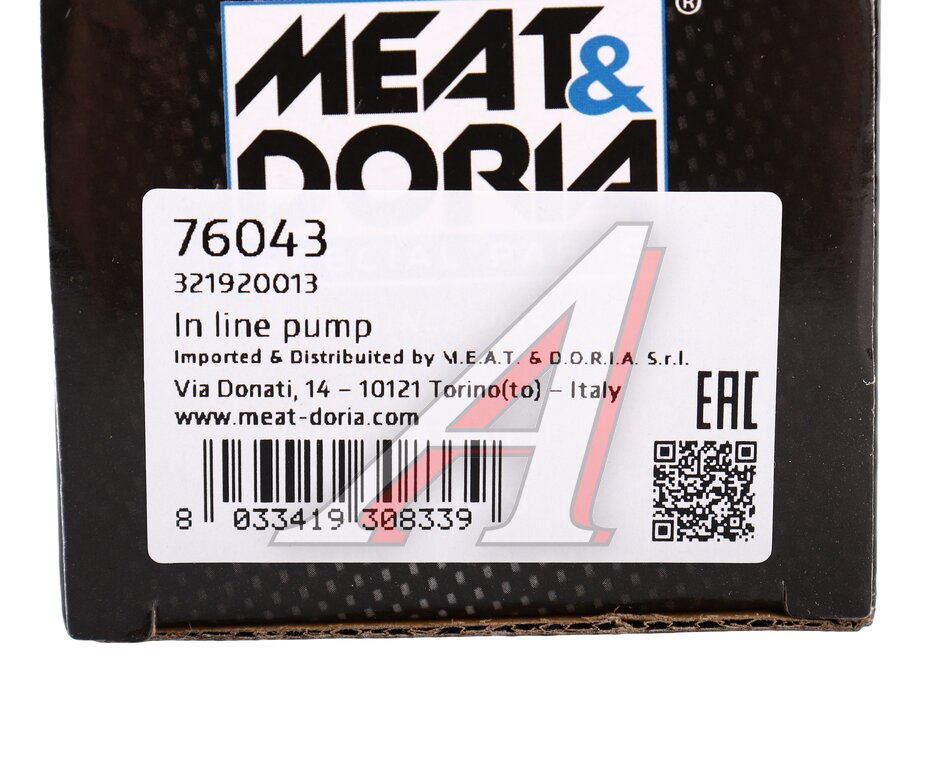 MEAT&
®
DORIA
76043
321920013
In line pump
Imported & Distribuited by M.E.A.T. & D.O.R.I.A. S.r.l.
Via Donati, 14 – 10121 Torino(to) – Italy
www.meat-doria.com
EAC
8 033419 308339